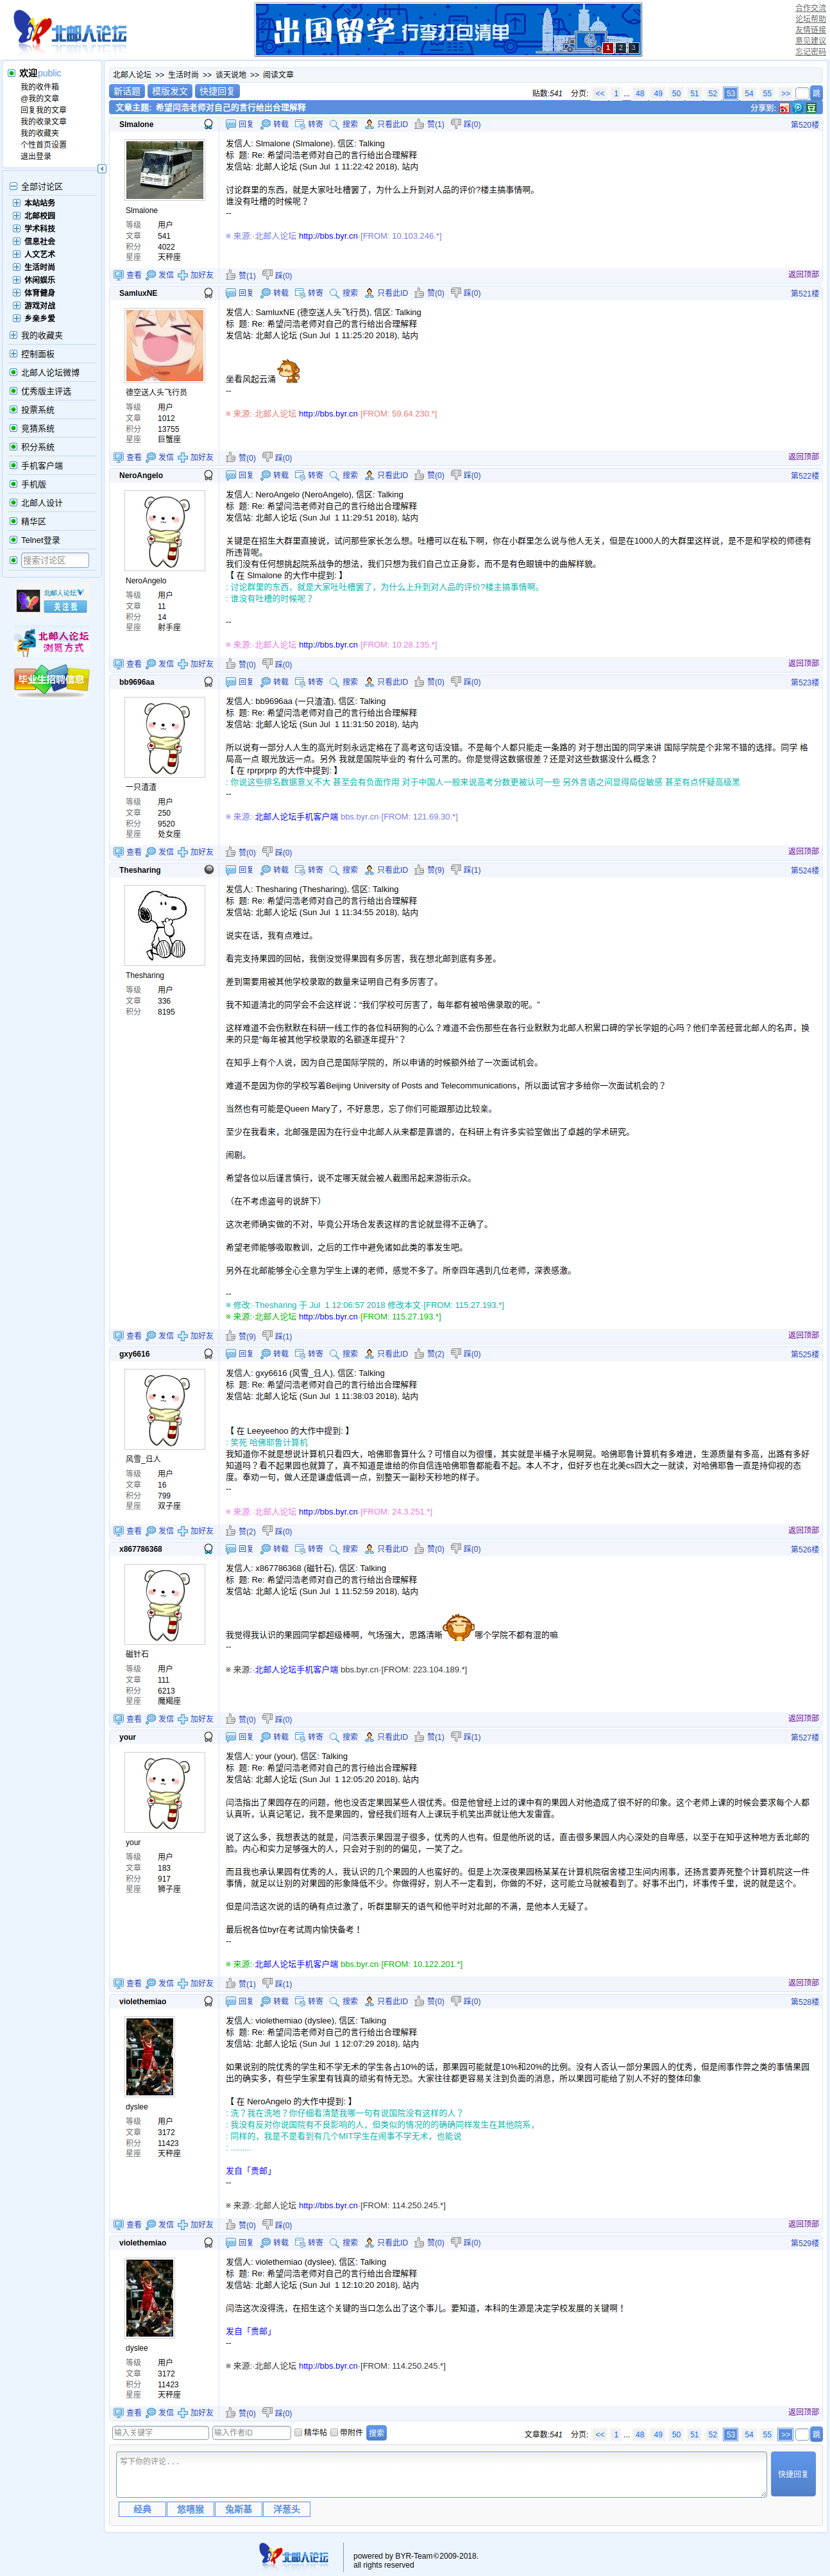 北邮人论坛
出国留学 行李打包清单
1 2 3
合作交流
论坛帮助
友情链接
意见建议
忘记密码
欢迎public
我的收件箱
@我的文章
回复我的文章
我的收录文章
我的收藏夹
个性首页设置
退出登录
全部讨论区
本站站务
北邮校园
学术科技
信息社会
人文艺术
生活时尚
休闲娱乐
体育健身
游戏对战
乡亲乡爱
我的收藏夹
控制面板
北邮人论坛微博
优秀版主评选
投票系统
竞猜系统
积分系统
手机客户端
手机版
北邮人设计
精华区
Telnet登录
搜索讨论区
北邮人论坛
关注我
北邮人论坛
浏览方式
毕业生招聘信息
北邮人论坛 >> 生活时尚 >> 谈天说地 >> 阅读文章
新话题 模版发文 快捷回复
贴数:541 分页: << 1 ... 48 49 50 51 52 53 54 55 >> 跳
文章主题: 希望闫浩老师对自己的言行给出合理解释
分享到:
Slmalone
回复 转载 转寄 搜索 只看此ID 赞(1) 踩(0)
第520楼
Slmalone
等级 用户
文章 541
积分 4022
星座 天秤座
发信人: Slmalone (Slmalone), 信区: Talking
标 题: Re: 希望闫浩老师对自己的言行给出合理解释
发信站: 北邮人论坛 (Sun Jul 1 11:22:42 2018), 站内
讨论群里的东西，就是大家吐吐槽罢了，为什么上升到对人品的评价?楼主搞事情啊。
谁没有吐槽的时候呢？
--
※ 来源:·北邮人论坛 http://bbs.byr.cn·[FROM: 10.103.246.*]
查看 发信 加好友 赞(1) 踩(0) 返回顶部
SamluxNE
回复 转载 转寄 搜索 只看此ID 赞(0) 踩(0)
第521楼
德空送人头飞行员
等级 用户
文章 1012
积分 13755
星座 巨蟹座
发信人: SamluxNE (德空送人头飞行员), 信区: Talking
标 题: Re: 希望闫浩老师对自己的言行给出合理解释
发信站: 北邮人论坛 (Sun Jul 1 11:25:20 2018), 站内
坐看风起云涌
--
※ 来源:·北邮人论坛 http://bbs.byr.cn·[FROM: 59.64.230.*]
查看 发信 加好友 赞(0) 踩(0) 返回顶部
NeroAngelo
回复 转载 转寄 搜索 只看此ID 赞(0) 踩(0)
第522楼
NeroAngelo
等级 用户
文章 11
积分 14
星座 射手座
发信人: NeroAngelo (NeroAngelo), 信区: Talking
标 题: Re: 希望闫浩老师对自己的言行给出合理解释
发信站: 北邮人论坛 (Sun Jul 1 11:29:51 2018), 站内
关键是在招生大群里直接说，试问那些家长怎么想。吐槽可以在私下啊，你在小群里怎么说与他人无关，但是在1000人的大群里这样说，是不是和学校的师德有所违背呢。
我们没有任何想挑起院系战争的想法，我们只想为我们自己立正身影，而不是有色眼镜中的曲解样貌。
【 在 Slmalone 的大作中提到: 】
: 讨论群里的东西，就是大家吐吐槽罢了，为什么上升到对人品的评价?楼主搞事情啊。
: 谁没有吐槽的时候呢？
--
※ 来源:·北邮人论坛 http://bbs.byr.cn·[FROM: 10.28.135.*]
查看 发信 加好友 赞(0) 踩(0) 返回顶部
bb9696aa
回复 转载 转寄 搜索 只看此ID 赞(0) 踩(0)
第523楼
一只渣渣
等级 用户
文章 250
积分 9520
星座 处女座
发信人: bb9696aa (一只渣渣), 信区: Talking
标 题: Re: 希望闫浩老师对自己的言行给出合理解释
发信站: 北邮人论坛 (Sun Jul 1 11:31:50 2018), 站内
所以说有一部分人人生的高光时刻永远定格在了高考这句话没错。不是每个人都只能走一条路的 对于想出国的同学来讲 国际学院是个非常不错的选择。同学 格局高一点 眼光放远一点。另外 我就是国院毕业的 有什么可黑的。你是觉得这数据很差？还是对这些数据没什么概念？
【 在 rprprprp 的大作中提到: 】
: 你说这些排名数据意义不大 甚至会有负面作用 对于中国人一般来说高考分数更被认可一些 另外言语之间显得局促敏感 甚至有点怀疑高级黑
--
※ 来源:·北邮人论坛手机客户端 bbs.byr.cn·[FROM: 121.69.30.*]
查看 发信 加好友 赞(0) 踩(0) 返回顶部
Thesharing
回复 转载 转寄 搜索 只看此ID 赞(9) 踩(1)
第524楼
Thesharing
等级 用户
文章 336
积分 8195
发信人: Thesharing (Thesharing), 信区: Talking
标 题: Re: 希望闫浩老师对自己的言行给出合理解释
发信站: 北邮人论坛 (Sun Jul 1 11:34:55 2018), 站内
说实在话，我有点难过。
看完支持果园的回帖，我倒没觉得果园有多厉害，我在想北邮到底有多差。
差到需要用被其他学校录取的数量来证明自己有多厉害了。
我不知道清北的同学会不会这样说：“我们学校可厉害了，每年都有被哈佛录取的呢。”
这样难道不会伤默默在科研一线工作的各位科研狗的心么？难道不会伤那些在各行业默默为北邮人积累口碑的学长学姐的心吗？他们辛苦经营北邮人的名声，换来的只是“每年被其他学校录取的名额逐年提升”？
在知乎上有个人说，因为自己是国际学院的，所以申请的时候额外给了一次面试机会。
难道不是因为你的学校写着Beijing University of Posts and Telecommunications，所以面试官才多给你一次面试机会的？
当然也有可能是Queen Mary了，不好意思，忘了你们可能跟那边比较亲。
至少在我看来，北邮强是因为在行业中北邮人从来都是靠谱的，在科研上有许多实验室做出了卓越的学术研究。
闹剧。
希望各位以后谨言慎行，说不定哪天就会被人截图吊起来游街示众。
（在不考虑盗号的说辞下）
这次老师确实做的不对，毕竟公开场合发表这样的言论就显得不正确了。
希望老师能够吸取教训，之后的工作中避免诸如此类的事发生吧。
另外在北邮能够全心全意为学生上课的老师，感觉不多了。所幸四年遇到几位老师，深表感激。
--
※ 修改:·Thesharing 于 Jul 1 12:06:57 2018 修改本文·[FROM: 115.27.193.*]
※ 来源:·北邮人论坛 http://bbs.byr.cn·[FROM: 115.27.193.*]
查看 发信 加好友 赞(9) 踩(1) 返回顶部
gxy6616
回复 转载 转寄 搜索 只看此ID 赞(2) 踩(0)
第525楼
风雪_归人
等级 用户
文章 16
积分 799
星座 双子座
发信人: gxy6616 (风雪_归人), 信区: Talking
标 题: Re: 希望闫浩老师对自己的言行给出合理解释
发信站: 北邮人论坛 (Sun Jul 1 11:38:03 2018), 站内
【 在 Leeyeehoo 的大作中提到: 】
: 笑死 哈佛耶鲁计算机
我知道你不就是想说计算机只看四大，哈佛耶鲁算什么？可惜自以为很懂，其实就是半桶子水晃啊晃。哈佛耶鲁计算机有多难进，生源质量有多高，出路有多好知道吗？看不起果园也就算了，真不知道是谁给的你自信连哈佛耶鲁都能看不起。本人不才，但好歹也在北美cs四大之一就读，对哈佛耶鲁一直是持仰视的态度。奉劝一句，做人还是谦虚低调一点，别整天一副秒天秒地的样子。
--
※ 来源:·北邮人论坛 http://bbs.byr.cn·[FROM: 24.3.251.*]
查看 发信 加好友 赞(2) 踩(0) 返回顶部
x867786368
回复 转载 转寄 搜索 只看此ID 赞(0) 踩(0)
第526楼
磁针石
等级 用户
文章 111
积分 6213
星座 魔羯座
发信人: x867786368 (磁针石), 信区: Talking
标 题: Re: 希望闫浩老师对自己的言行给出合理解释
发信站: 北邮人论坛 (Sun Jul 1 11:52:59 2018), 站内
我觉得我认识的果园同学都超级棒啊，气场强大，思路清晰 哪个学院不都有混的嘛
--
※ 来源:·北邮人论坛手机客户端 bbs.byr.cn·[FROM: 223.104.189.*]
查看 发信 加好友 赞(0) 踩(0) 返回顶部
your
回复 转载 转寄 搜索 只看此ID 赞(1) 踩(1)
第527楼
your
等级 用户
文章 183
积分 917
星座 狮子座
发信人: your (your), 信区: Talking
标 题: Re: 希望闫浩老师对自己的言行给出合理解释
发信站: 北邮人论坛 (Sun Jul 1 12:05:20 2018), 站内
闫浩指出了果园存在的问题，他也没否定果园某些人很优秀。但是他曾经上过的课中有的果园人对他造成了很不好的印象。这个老师上课的时候会要求每个人都认真听，认真记笔记，我不是果园的，曾经我们班有人上课玩手机笑出声就让他大发雷霆。
说了这么多，我想表达的就是，闫浩表示果园混子很多，优秀的人也有。但是他所说的话，直击很多果园人内心深处的自卑感，以至于在知乎这种地方丢北邮的脸。内心和实力足够强大的人，只会对于别的的偏见，一笑了之。
而且我也承认果园有优秀的人，我认识的几个果园的人也蛮好的。但是上次深夜果园杨某某在计算机院宿舍楼卫生间内闹事，还扬言要弄死整个计算机院这一件事情，就足以让别的对果园的形象降低不少。你做得好，别人不一定看到，你做的不好，这可能立马就被看到了。好事不出门，坏事传千里，说的就是这个。
但是闫浩这次说的话的确有点过激了，听群里聊天的语气和他平时对北邮的不满，是他本人无疑了。
最后祝各位byr在考试周内愉快备考！
--
※ 来源:·北邮人论坛手机客户端 bbs.byr.cn·[FROM: 10.122.201.*]
查看 发信 加好友 赞(1) 踩(1) 返回顶部
violethemiao
回复 转载 转寄 搜索 只看此ID 赞(0) 踩(0)
第528楼
dyslee
等级 用户
文章 3172
积分 11423
星座 天秤座
发信人: violethemiao (dyslee), 信区: Talking
标 题: Re: 希望闫浩老师对自己的言行给出合理解释
发信站: 北邮人论坛 (Sun Jul 1 12:07:29 2018), 站内
如果说别的院优秀的学生和不学无术的学生各占10%的话，那果园可能就是10%和20%的比例。没有人否认一部分果园人的优秀，但是闹事作弊之类的事情果园出的确实多，有些学生家里有钱真的顽劣有恃无恐。大家往往都更容易关注到负面的消息，所以果园可能给了别人不好的整体印象
【 在 NeroAngelo 的大作中提到: 】
: 洗？我在洗地？你仔细看清楚我哪一句有说国院没有这样的人？
: 我没有反对你说国院有不良影响的人，但类似的情况的的确确同样发生在其他院系，
: 同样的，我是不是看到有几个MIT学生在闹事不学无术，也能说
: .........
发自「贵邮」
--
※ 来源:·北邮人论坛 http://bbs.byr.cn·[FROM: 114.250.245.*]
查看 发信 加好友 赞(0) 踩(0) 返回顶部
violethemiao
回复 转载 转寄 搜索 只看此ID 赞(0) 踩(0)
第529楼
dyslee
等级 用户
文章 3172
积分 11423
星座 天秤座
发信人: violethemiao (dyslee), 信区: Talking
标 题: Re: 希望闫浩老师对自己的言行给出合理解释
发信站: 北邮人论坛 (Sun Jul 1 12:10:20 2018), 站内
闫浩这次没得洗，在招生这个关键的当口怎么出了这个事儿。要知道，本科的生源是决定学校发展的关键啊！
发自「贵邮」
--
※ 来源:·北邮人论坛 http://bbs.byr.cn·[FROM: 114.250.245.*]
查看 发信 加好友 赞(0) 踩(0) 返回顶部
输入关键字 输入作者ID 精华帖 带附件 搜索
文章数:541 分页: << 1 ... 48 49 50 51 52 53 54 55 >> 跳
写下你的评论...
快捷回复
经典 悠嘻猴 兔斯基 洋葱头
北邮人论坛
powered by BYR-Team©2009-2018.
all rights reserved